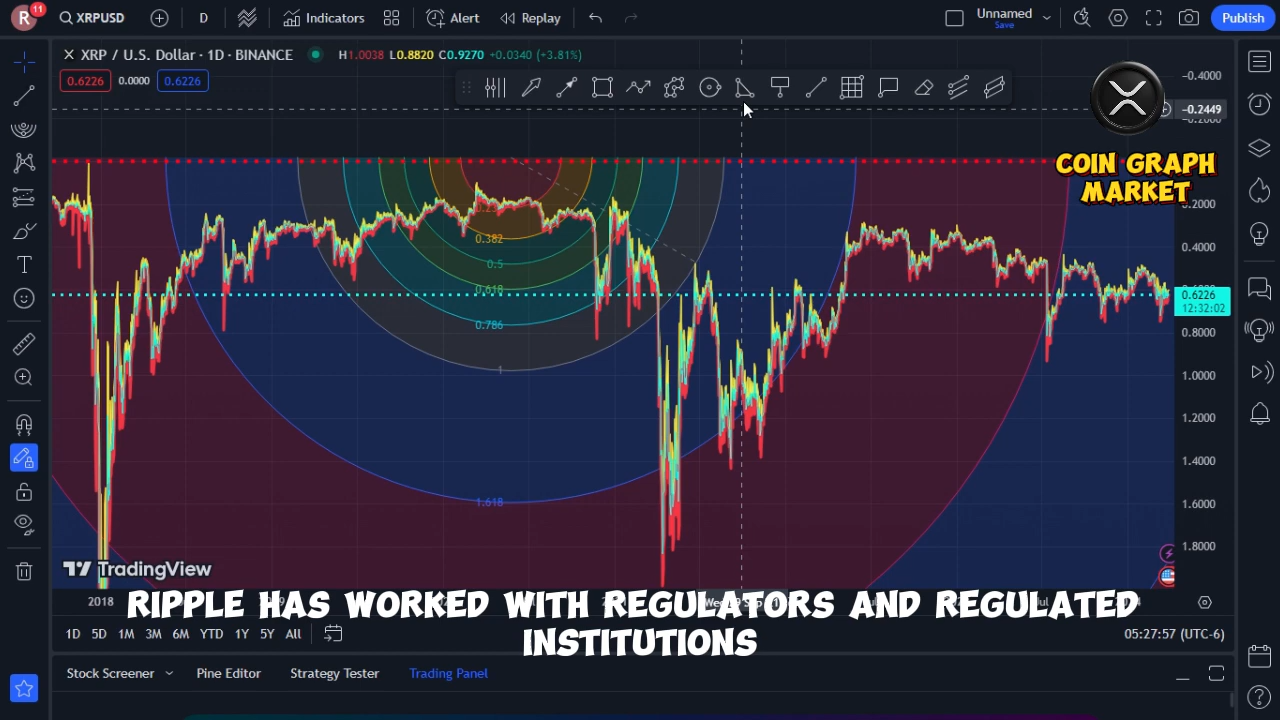 R 11 XRPUSD D Indicators Alert Replay Unnamed Save Publish
XRP / U.S. Dollar · 1D · BINANCE H1.0038 L0.8820 C0.9270 +0.0340 (+3.81%)
0.6226 0.0000 0.6226
−0.4000
−0.2449
COIN GRAPH
MARKET
0.2000
0.382
0.4000
0.5
0.618
0.6226
12:32:02
0.786
0.8000
1
1.0000
1.2000
1.4000
1.618
1.6000
1.8000
TradingView
2018
RIPPLE HAS WORKED WITH REGULATORS AND REGULATED
INSTITUTIONS
1D 5D 1M 3M 6M YTD 1Y 5Y All 05:27:57 (UTC-6)
Stock Screener Pine Editor Strategy Tester Trading Panel